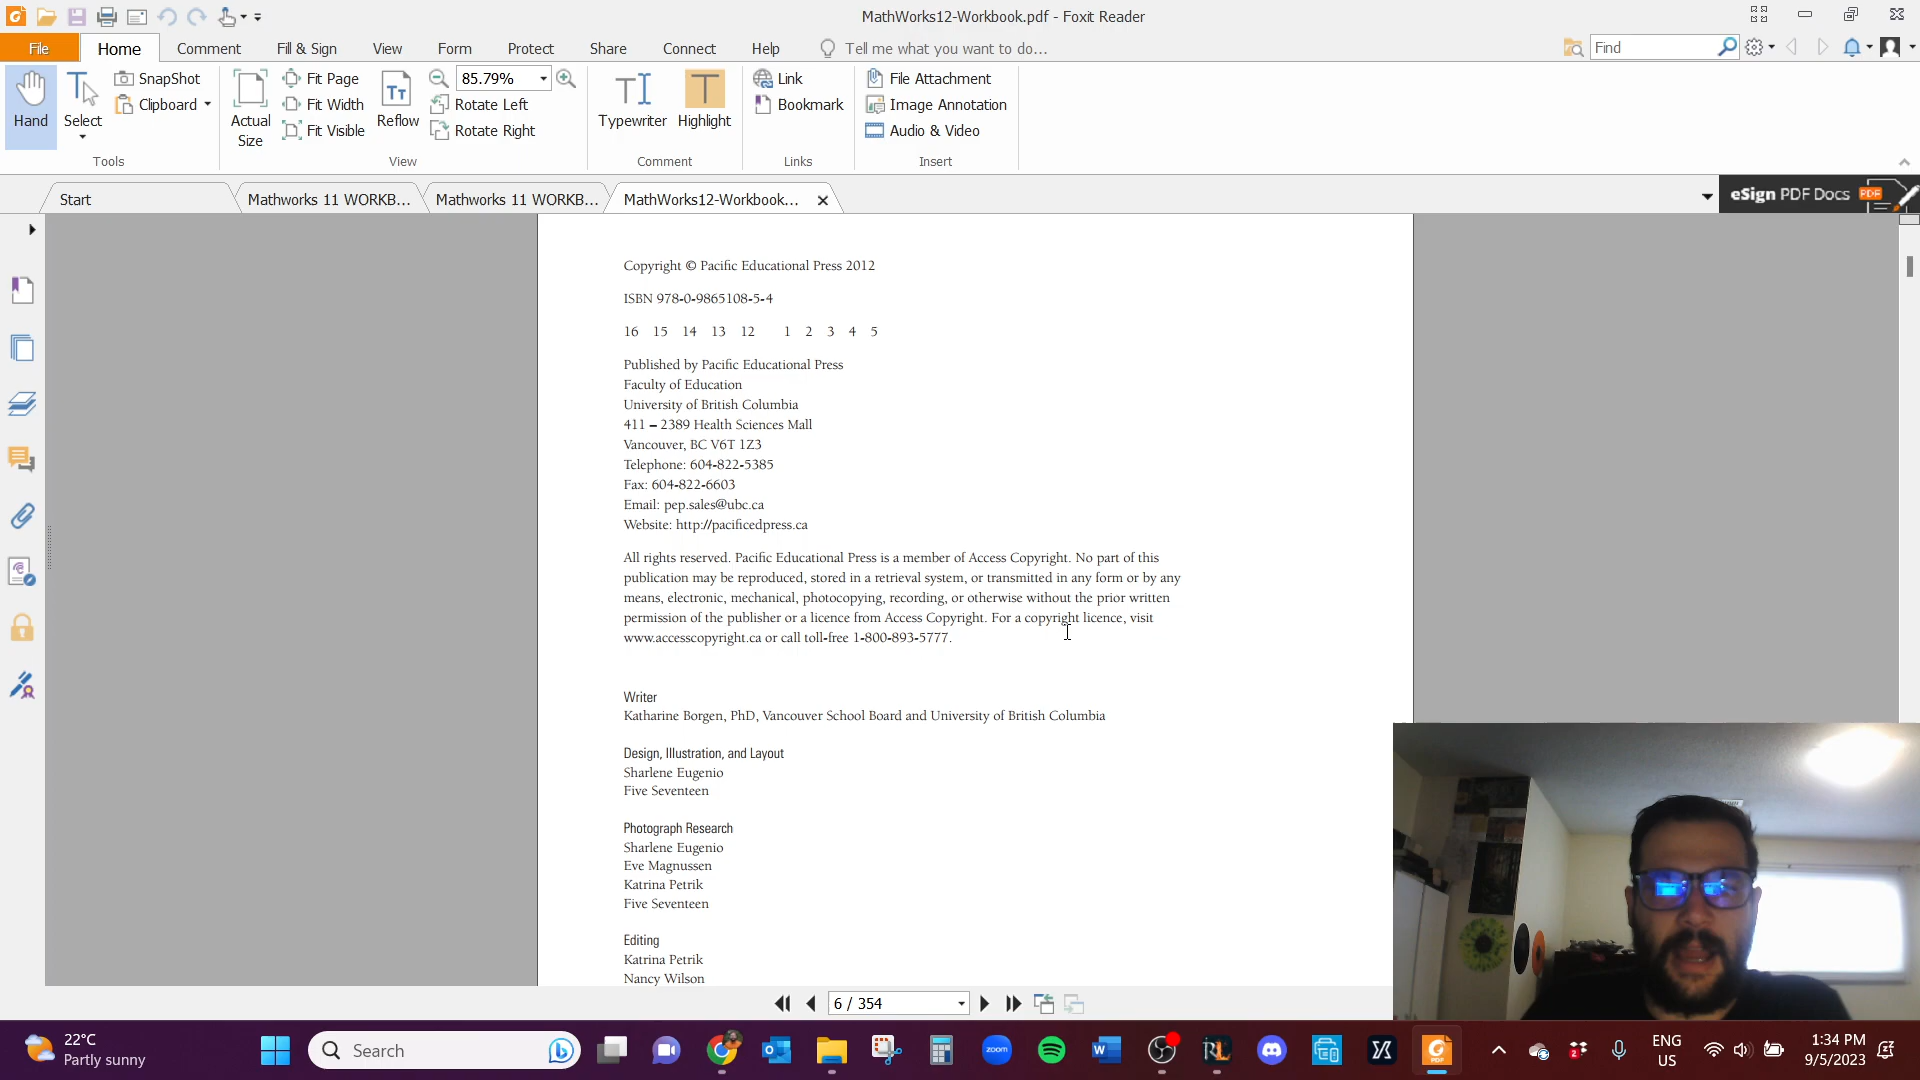 MathWorks12-Workbook.pdf - Foxit Reader
File
Home
Comment
Fill & Sign
View
Form
Protect
Share
Connect
Help
Tell me what you want to do...
Find
Hand
Select
SnapShot
Clipboard
Tools
Actual
Size
Fit Page
Fit Width
Fit Visible
Reflow
85.79%
Rotate Left
Rotate Right
View
Typewriter
Highlight
Comment
Link
Bookmark
Links
File Attachment
Image Annotation
Audio & Video
Insert
Start
Mathworks 11 WORKB...
Mathworks 11 WORKB...
MathWorks12-Workbook...
eSign PDF Docs
PDF
Copyright © Pacific Educational Press 2012
ISBN 978-0-9865108-5-4
16 15 14 13 12 1 2 3 4 5
Published by Pacific Educational Press
Faculty of Education
University of British Columbia
411 – 2389 Health Sciences Mall
Vancouver, BC V6T 1Z3
Telephone: 604-822-5385
Fax: 604-822-6603
Email: pep.sales@ubc.ca
Website: http://pacificedpress.ca
All rights reserved. Pacific Educational Press is a member of Access Copyright. No part of this
publication may be reproduced, stored in a retrieval system, or transmitted in any form or by any
means, electronic, mechanical, photocopying, recording, or otherwise without the prior written
permission of the publisher or a licence from Access Copyright. For a copyright licence, visit
www.accesscopyright.ca or call toll-free 1-800-893-5777.
Writer
Katharine Borgen, PhD, Vancouver School Board and University of British Columbia
Design, Illustration, and Layout
Sharlene Eugenio
Five Seventeen
Photograph Research
Sharlene Eugenio
Eve Magnussen
Katrina Petrik
Five Seventeen
Editing
Katrina Petrik
Nancy Wilson
6 / 354
22°C
Partly sunny
Search
zoom
ENG
US
1:34 PM
9/5/2023